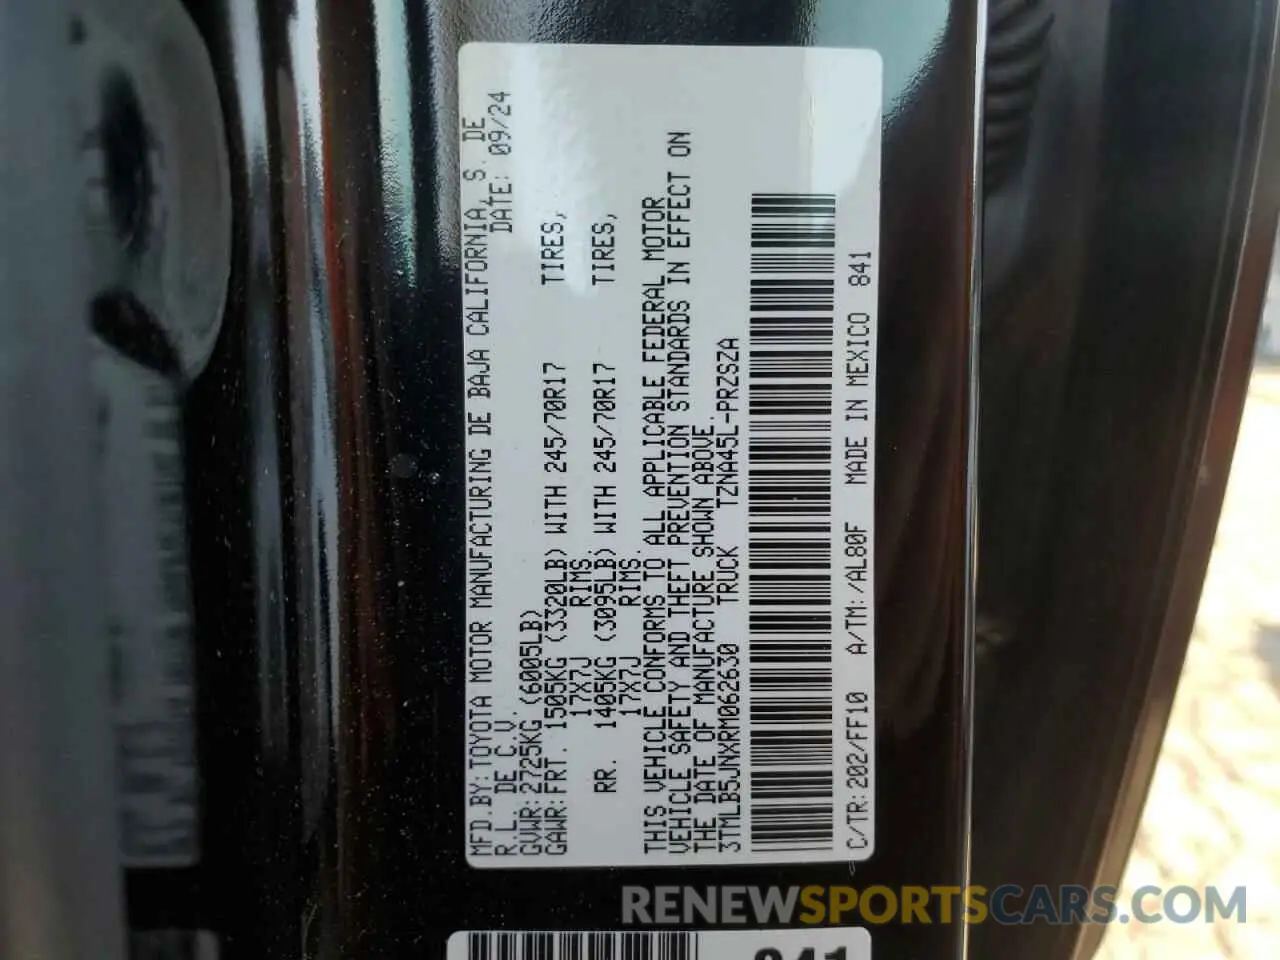 MFD.BY:TOYOTA MOTOR MANUFACTURING DE BAJA CALIFORNIA, S. DE
R.L. DE C.V. DATE: 09/24
GVWR:2725KG (6005LB)
GAWR:FRT. 1505KG (3320LB) WITH 245/70R17 TIRES,
17X7J RIMS.
RR. 1405KG (3095LB) WITH 245/70R17 TIRES,
17X7J RIMS.
THIS VEHICLE CONFORMS TO ALL APPLICABLE FEDERAL MOTOR
VEHICLE SAFETY AND THEFT PREVENTION STANDARDS IN EFFECT ON
THE DATE OF MANUFACTURE SHOWN ABOVE.
3TMLB5JNXRM062630 TRUCK TZNA45L-PRZSZA
C/TR:202/FF10 A/TM:/AL80F MADE IN MEXICO 841
841
RENEWSPORTSCARS.COM